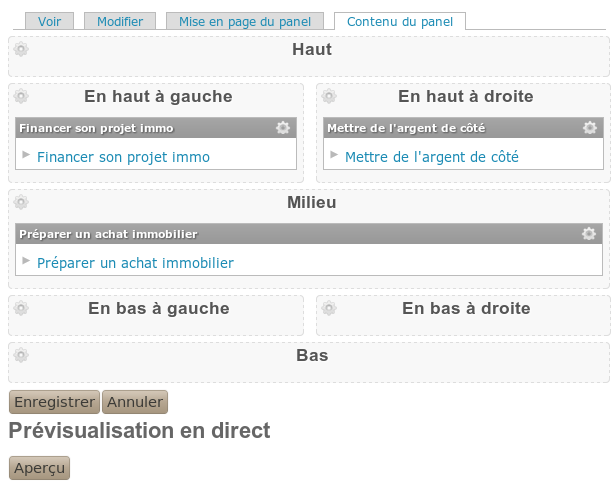 Voir Modifier Mise en page du panel Contenu du panel
Haut
En haut à gauche En haut à droite
Financer son projet immo Mettre de l'argent de côté
Financer son projet immo Mettre de l'argent de côté
Milieu
Préparer un achat immobilier
Préparer un achat immobilier
En bas à gauche En bas à droite
Bas
Enregistrer Annuler
Prévisualisation en direct
Aperçu